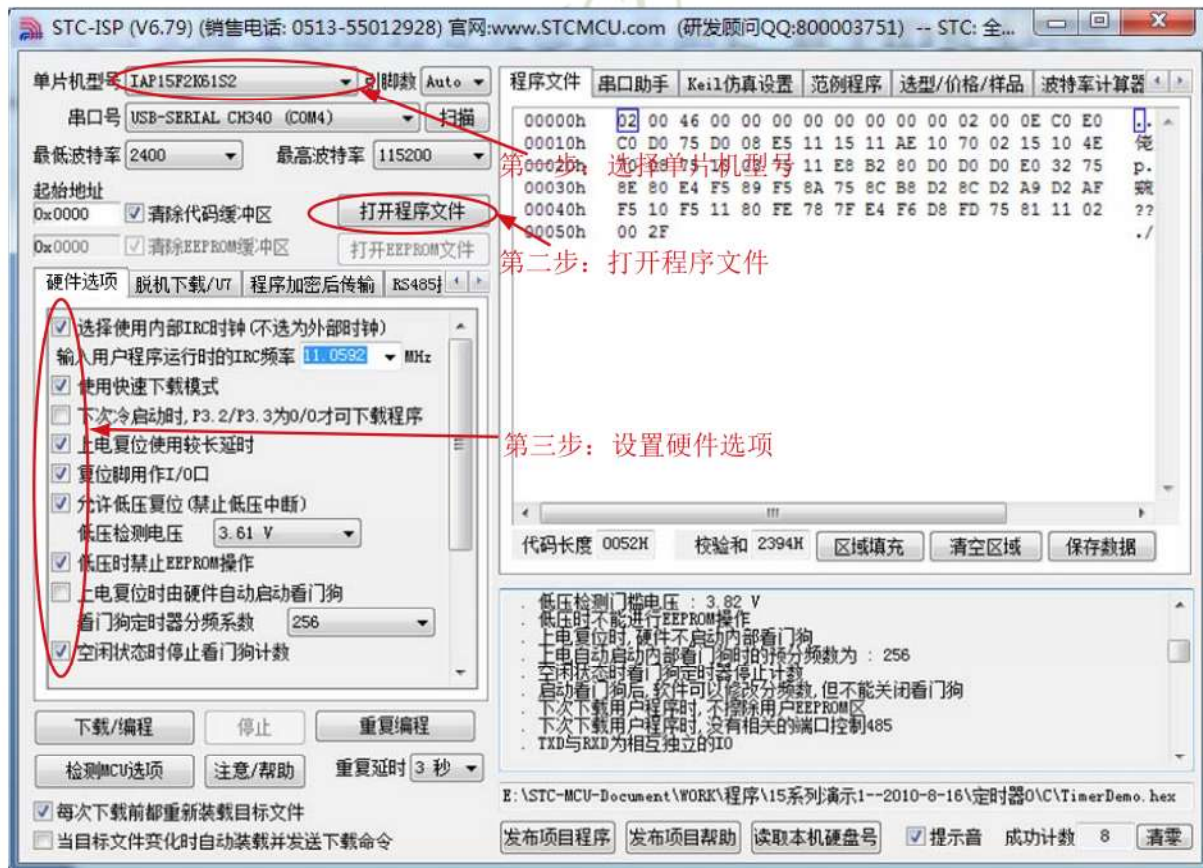 STC-ISP (V6.79) (销售电话: 0513-55012928) 官网:www.STCMCU.com (研发顾问QQ:800003751) -- STC: 全...
单片机型号 IAP15F2K61S2 引脚数 Auto
串口号 USB-SERIAL CH340 (COM4) 扫描
最低波特率 2400 最高波特率 115200
起始地址
0x0000 清除代码缓冲区 打开程序文件
0x0000 清除EEPROM缓冲区 打开EEPROM文件
硬件选项 脱机下载/U7 程序加密后传输 RS485
选择使用内部IRC时钟(不选为外部时钟)
输入用户程序运行时的IRC频率 11.0592 MHz
使用快速下载模式
下次冷启动时,P3.2/P3.3为0/0才可下载程序
上电复位使用较长延时
复位脚用作I/O口
允许低压复位(禁止低压中断)
低压检测电压 3.61 V
低压时禁止EEPROM操作
上电复位时由硬件自动启动看门狗
看门狗定时器分频系数 256
空闲状态时停止看门狗计数
下载/编程 停止 重复编程
检测MCU选项 注意/帮助 重复延时 3 秒
每次下载前都重新装载目标文件
当目标文件变化时自动装载并发送下载命令
程序文件 串口助手 Keil仿真设置 范例程序 选型/价格/样品 波特率计算器
00000h 02 00 46 00 00 00 00 00 00 00 00 02 00 0E C0 E0 ..
00010h C0 D0 75 D0 08 E5 11 15 11 AE 10 70 02 15 10 4E
75 11 E8 B2 80 D0 D0 D0 E0 32 75 p.
00030h 8E 80 E4 F5 89 F5 8A 75 8C B8 D2 8C D2 A9 D2 AF
00040h F5 10 F5 11 80 FE 78 7F E4 F6 D8 FD 75 81 11 02 ??
00050h 00 2F ./
第一步：选择单片机型号
第二步：打开程序文件
第三步：设置硬件选项
代码长度 0052H 校验和 2394H 区域填充 清空区域 保存数据
. 低压检测门槛电压 : 3.82 V
. 低压时不能进行EEPROM操作
. 上电复位时,硬件不启动内部看门狗
. 上电自动启动内部看门狗时的预分频数为 : 256
. 空闲状态时看门狗定时器停止计数
. 启动看门狗后,软件可以修改分频数,但不能关闭看门狗
. 下次下载用户程序时,不擦除用户EEPROM区
. 下次下载用户程序时,没有相关的端口控制485
. TXD与RXD为相互独立的IO
E:\STC-MCU-Document\WORK\程序\15系列演示1--2010-8-16\定时器0\C\TimerDemo.hex
发布项目程序 发布项目帮助 读取本机硬盘号 提示音 成功计数 8 清零